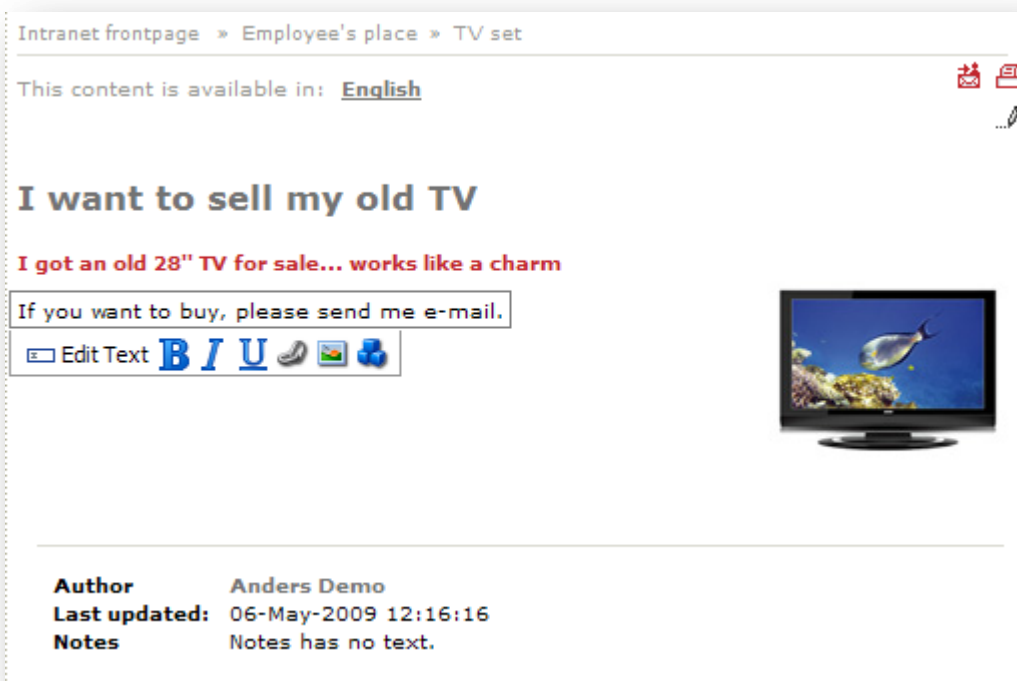 Intranet frontpage » Employee's place » TV set
This content is available in: English
I want to sell my old TV
I got an old 28" TV for sale... works like a charm
If you want to buy, please send me e-mail.
Edit Text B I U
Author Anders Demo
Last updated: 06-May-2009 12:16:16
Notes Notes has no text.